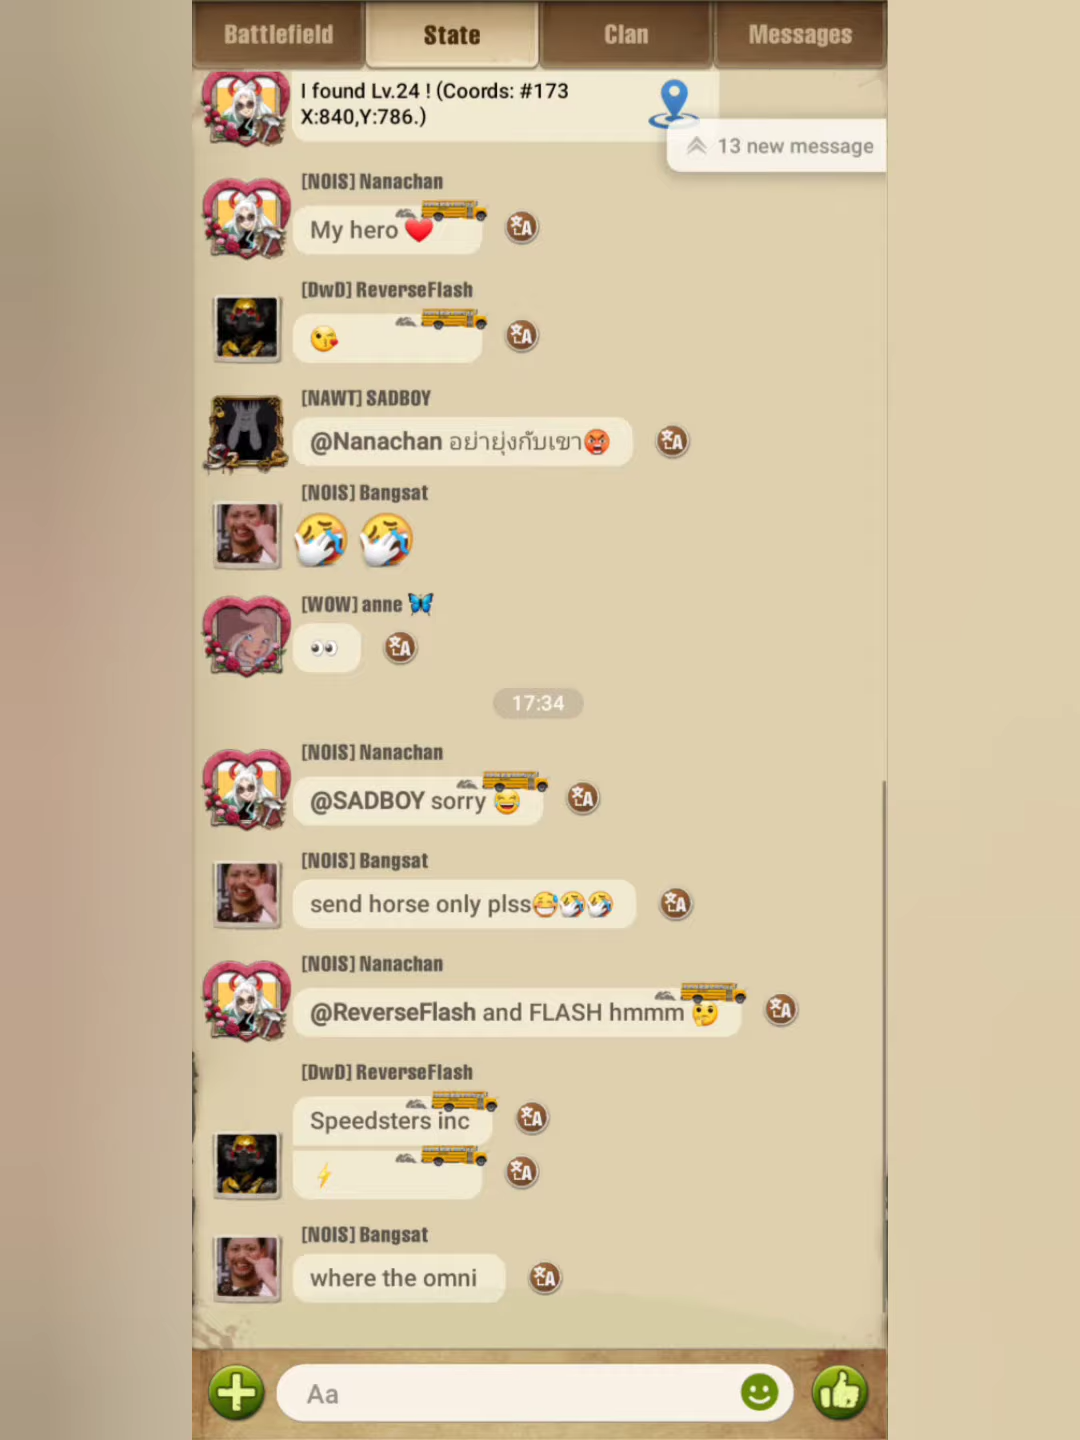 Battlefield
State
Clan
Messages
I found Lv.24 ! (Coords: #173
X:840,Y:786.)
13 new message
[NOIS] Nanachan
My hero ❤️
[DwD] ReverseFlash
😘
[NAWT] SADBOY
@Nanachan อย่ายุ่งกับเขา👹
[NOIS] Bangsat
[WOW] anne 🦋
👀
17:34
[NOIS] Nanachan
@SADBOY sorry 😅
[NOIS] Bangsat
send horse only plss😅🤣🤣
[NOIS] Nanachan
@ReverseFlash and FLASH hmmm 🤔
[DwD] ReverseFlash
Speedsters inc
⚡
[NOIS] Bangsat
where the omni
Aa